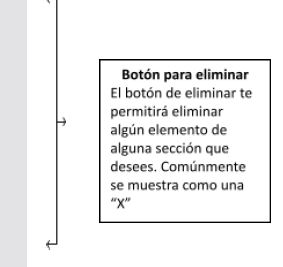 Botón para eliminar
El botón de eliminar te
permitirá eliminar
algún elemento de
alguna sección que
desees. Comúnmente
se muestra como una
“X”